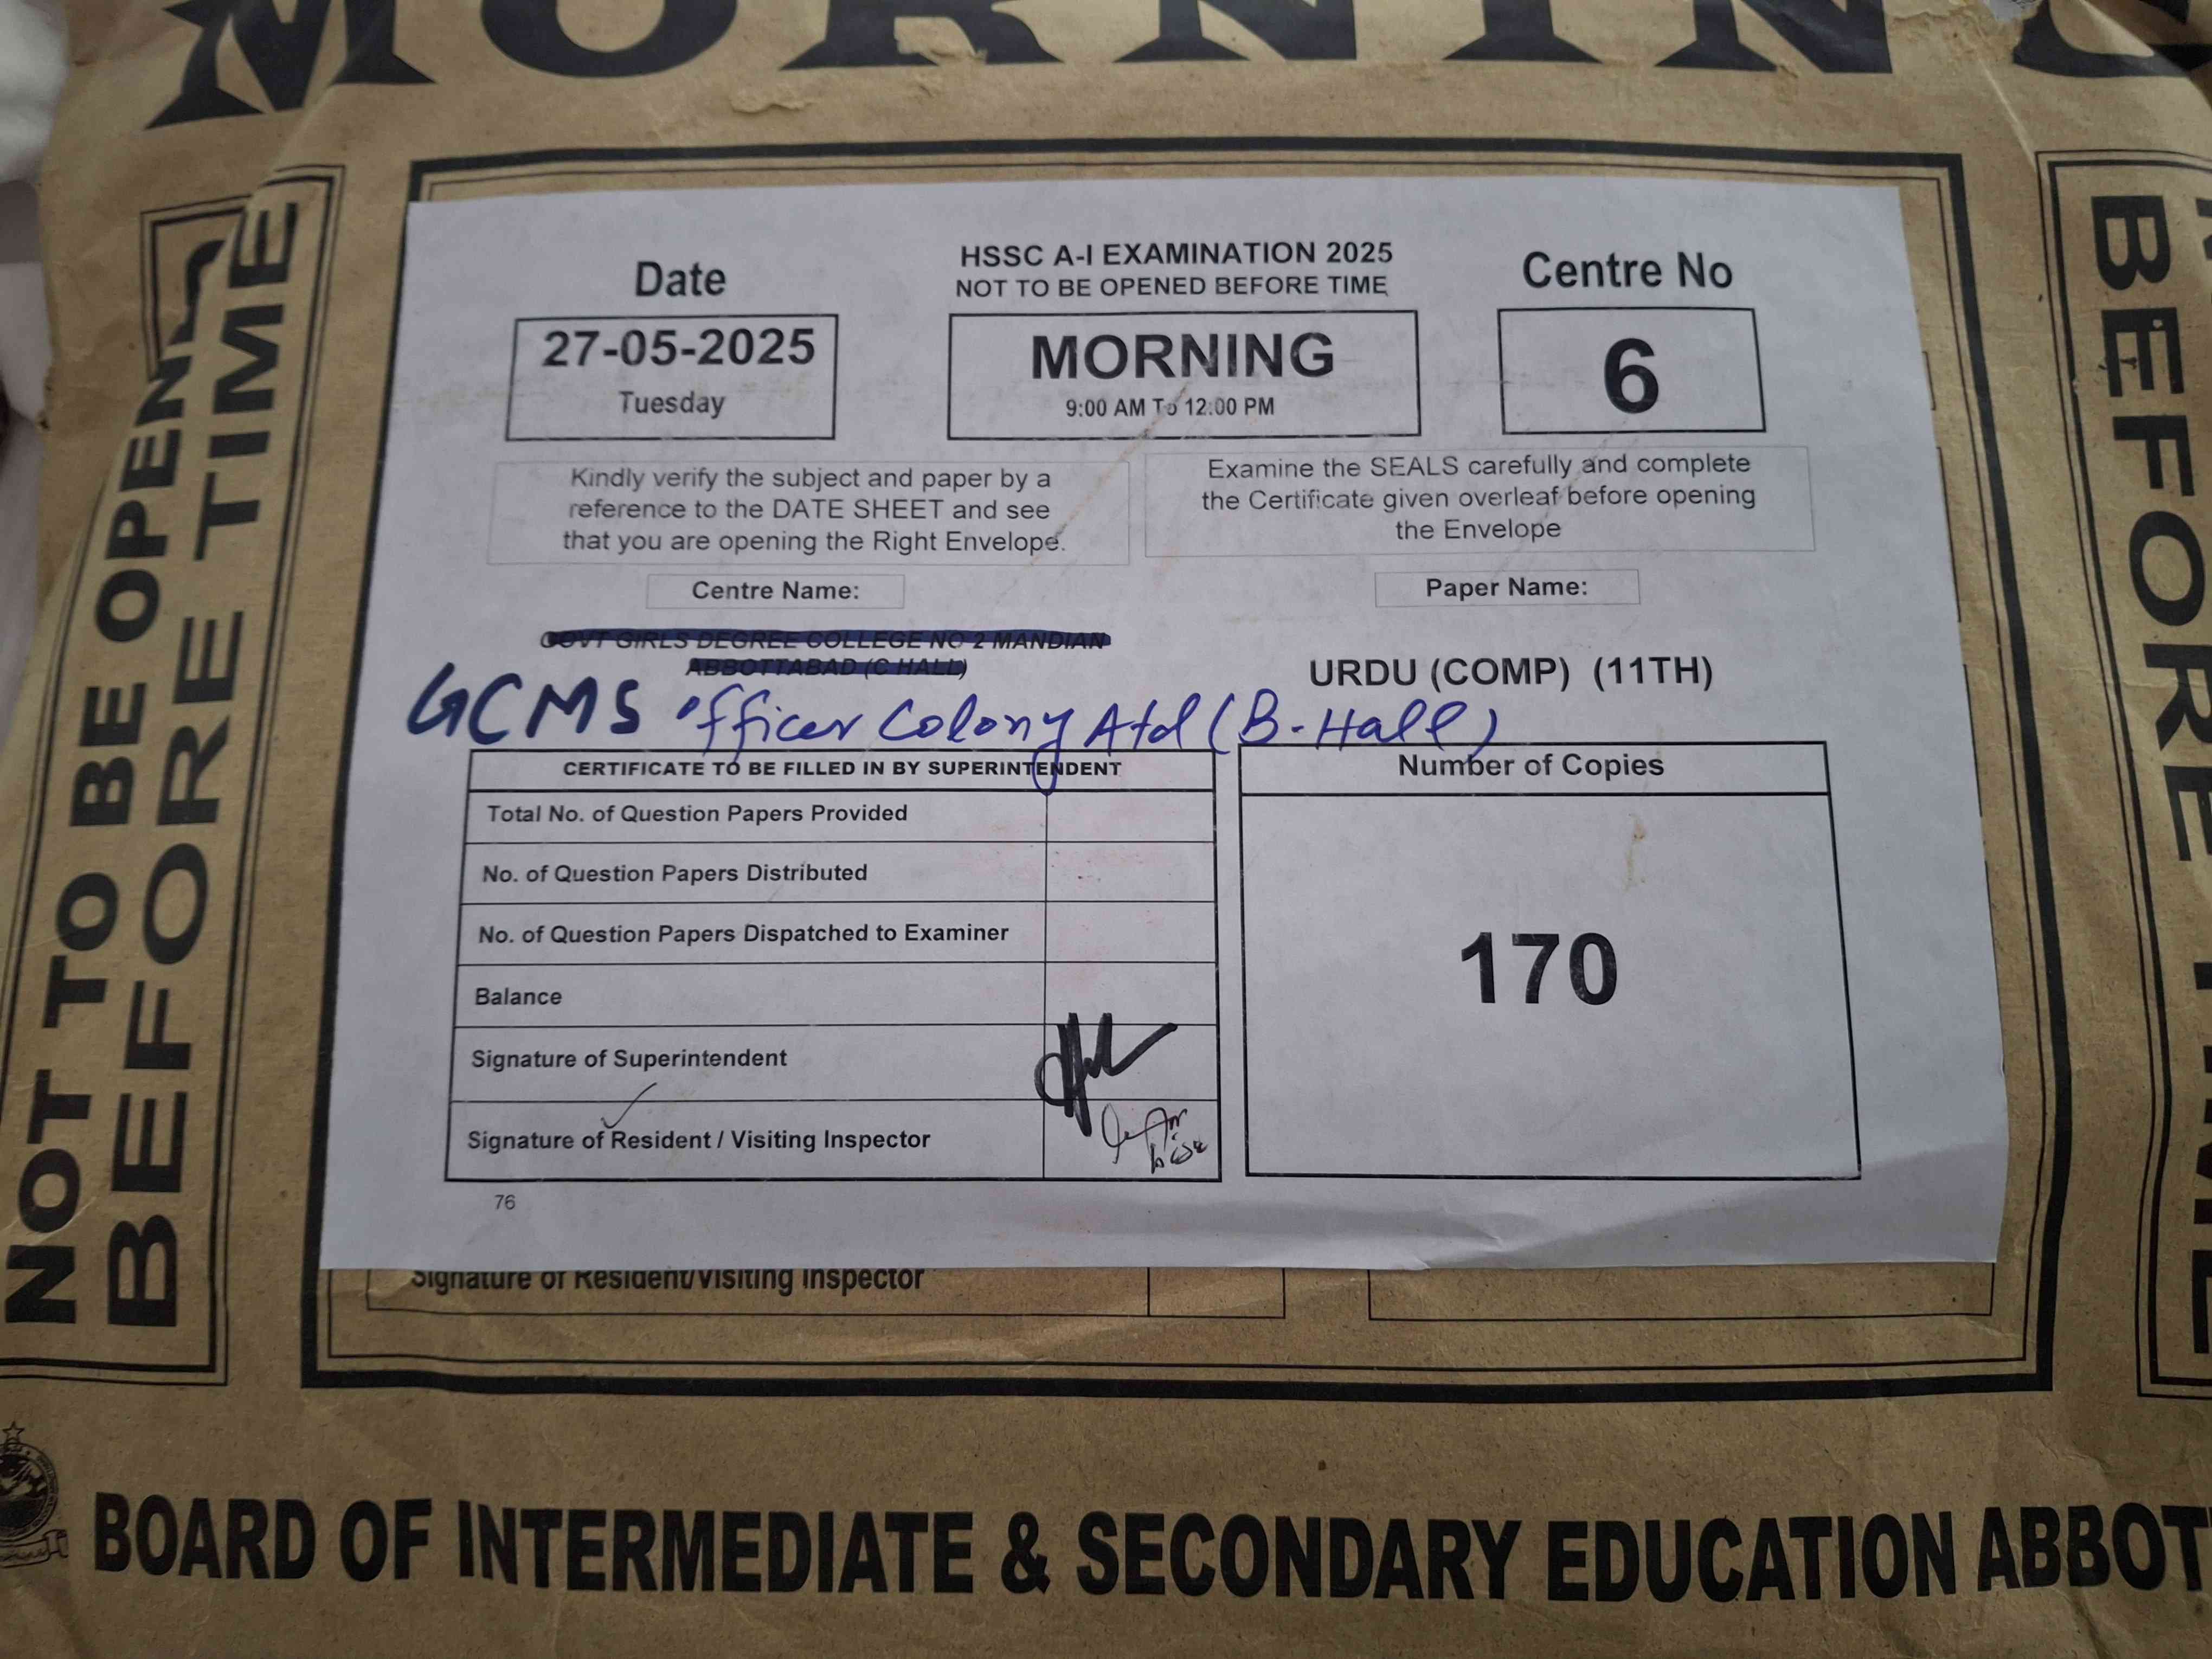 MORNING
NOT TO BE OPEN
BEFORE TIME
Date
27-05-2025
Tuesday
HSSC A-I EXAMINATION 2025
NOT TO BE OPENED BEFORE TIME
MORNING
9:00 AM To 12:00 PM
Centre No
6
Kindly verify the subject and paper by a
reference to the DATE SHEET and see
that you are opening the Right Envelope.
Examine the SEALS carefully and complete
the Certificate given overleaf before opening
the Envelope
Centre Name:
GOVT GIRLS DEGREE COLLEGE NO 2 MANDIAN
ABBOTTABAD (C HALL)
GCMS Officer Colony Atd (B-Hall)
Paper Name:
URDU (COMP) (11TH)
CERTIFICATE TO BE FILLED IN BY SUPERINTENDENT
Total No. of Question Papers Provided
No. of Question Papers Distributed
No. of Question Papers Dispatched to Examiner
Balance
Signature of Superintendent
Signature of Resident / Visiting Inspector
Number of Copies
170
76
Signature of Resident/Visiting Inspector
BEFORE
BOARD OF INTERMEDIATE & SECONDARY EDUCATION ABBOT